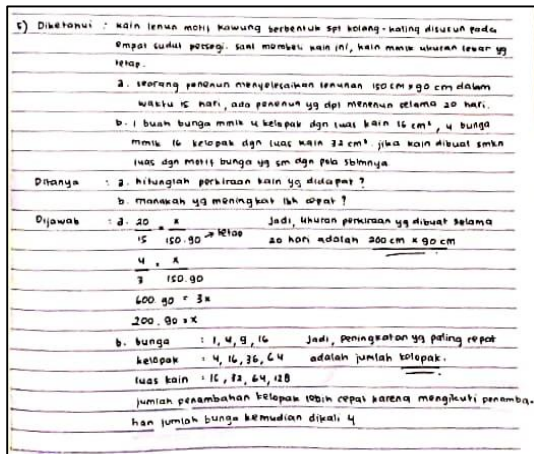 5) Diketahui : kain tenun motif kawung berbentuk spt kolang-kaling disusun pada
empat sudut persegi. saat membeli kain ini, kain mmlk ukuran lebar yg
tetap.
a. seorang penenun menyelesaikan tenunan 150 cm x 90 cm dalam
waktu 15 hari, ada penenun yg dpt menenun selama 20 hari.
b. 1 buah bunga mmlk 4 kelopak dgn luas kain 16 cm², 4 bunga
mmlk 16 kelopak dgn luas kain 32 cm². jika kain dibuat smkn
luas dgn motif bunga yg sm dgn pola sblmnya
Ditanya : a. hitunglah perkiraan kain yg didapat ?
b. manakah yg meningkat lbh cepat ?
Dijawab : a. 20/15 = x/150.90 → tetap Jadi, ukuran perkiraan yg dibuat selama
20 hari adalah 200 cm x 90 cm
4/3 = x/150.90
600.90 = 3x
200.90 = x
b. bunga : 1, 4, 9, 16 Jadi, peningkatan yg paling cepat
kelopak : 4, 16, 36, 64 adalah jumlah kelopak.
luas kain : 16, 32, 64, 128
jumlah penambahan kelopak lebih cepat karena mengikuti penamba-
han jumlah bunga kemudian dikali 4